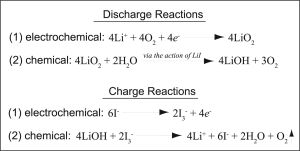 Discharge Reactions
(1) electrochemical: 4Li⁺ + 4O₂ + 4e⁻ → 4LiO₂
(2) chemical: 4LiO₂ + 2H₂O via the action of LiI → 4LiOH + 3O₂
Charge Reactions
(1) electrochemical: 6I⁻ → 2I₃⁻ + 4e⁻
(2) chemical: 4LiOH + 2I₃⁻ → 4Li⁺ + 6I⁻ + 2H₂O + O₂↑